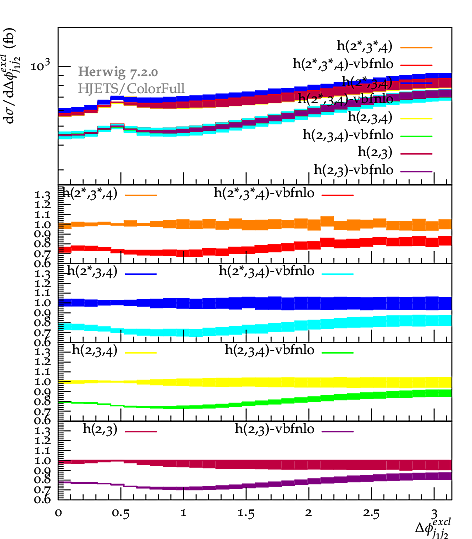 dσ/dΔϕ^{excl}_{j₁j₂} (fb)
10³
Herwig 7.2.0
HJETS/ColorFull
h(2*,3*,4)
h(2*,3*,4)-vbfnlo
h(2*,3,4)
h(2*,3,4)-vbfnlo
h(2,3,4)
h(2,3,4)-vbfnlo
h(2,3)
h(2,3)-vbfnlo
1.3 h(2*,3*,4) h(2*,3*,4)-vbfnlo
1.2
1.1
1.0
0.9
0.8
0.7
0.6
1.3 h(2*,3,4) h(2*,3,4)-vbfnlo
1.2
1.1
1.0
0.9
0.8
0.7
0.6
1.3 h(2,3,4) h(2,3,4)-vbfnlo
1.2
1.1
1.0
0.9
0.8
0.7
0.6
1.3 h(2,3) h(2,3)-vbfnlo
1.2
1.1
1.0
0.9
0.8
0.7
0.6
0 0.5 1 1.5 2 2.5 3
Δϕ^{excl}_{j₁j₂}